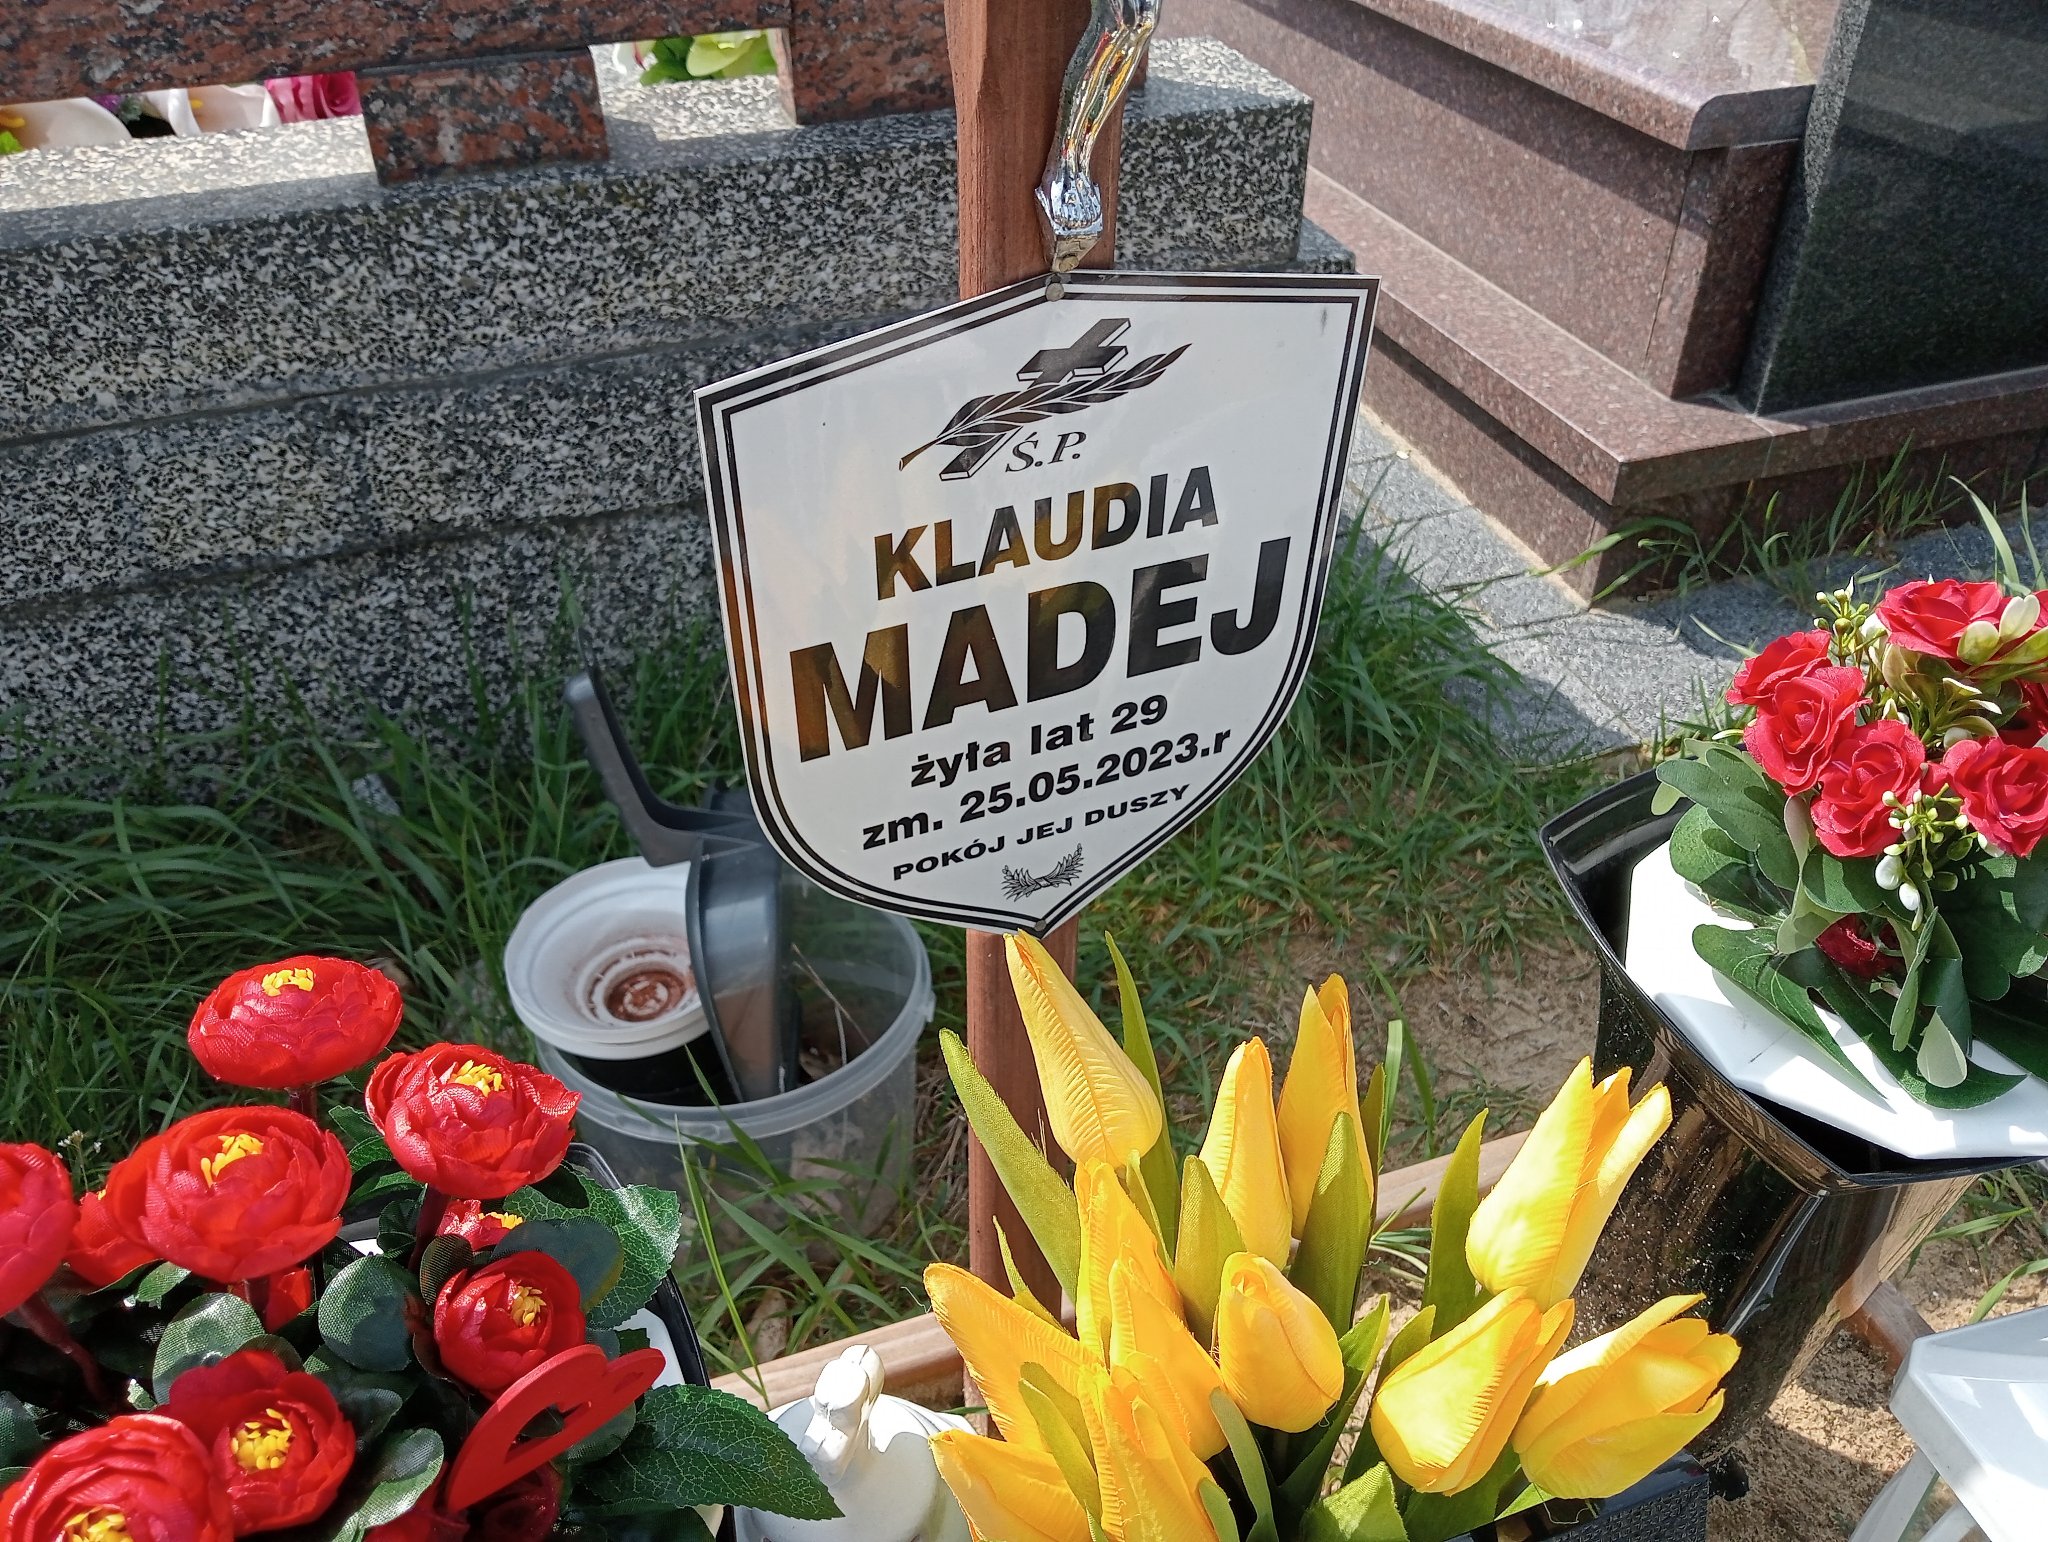 Ś.P.
KLAUDIA
MADEJ
żyła lat 29
zm. 25.05.2023.r
POKÓJ JEJ DUSZY